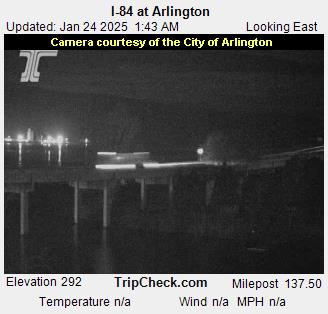 I-84 at Arlington
Updated: Jan 24 2025 1:43 AM Looking East
Camera courtesy of the City of Arlington
Elevation 292 TripCheck.com Milepost 137.50
Temperature n/a Wind n/a MPH n/a